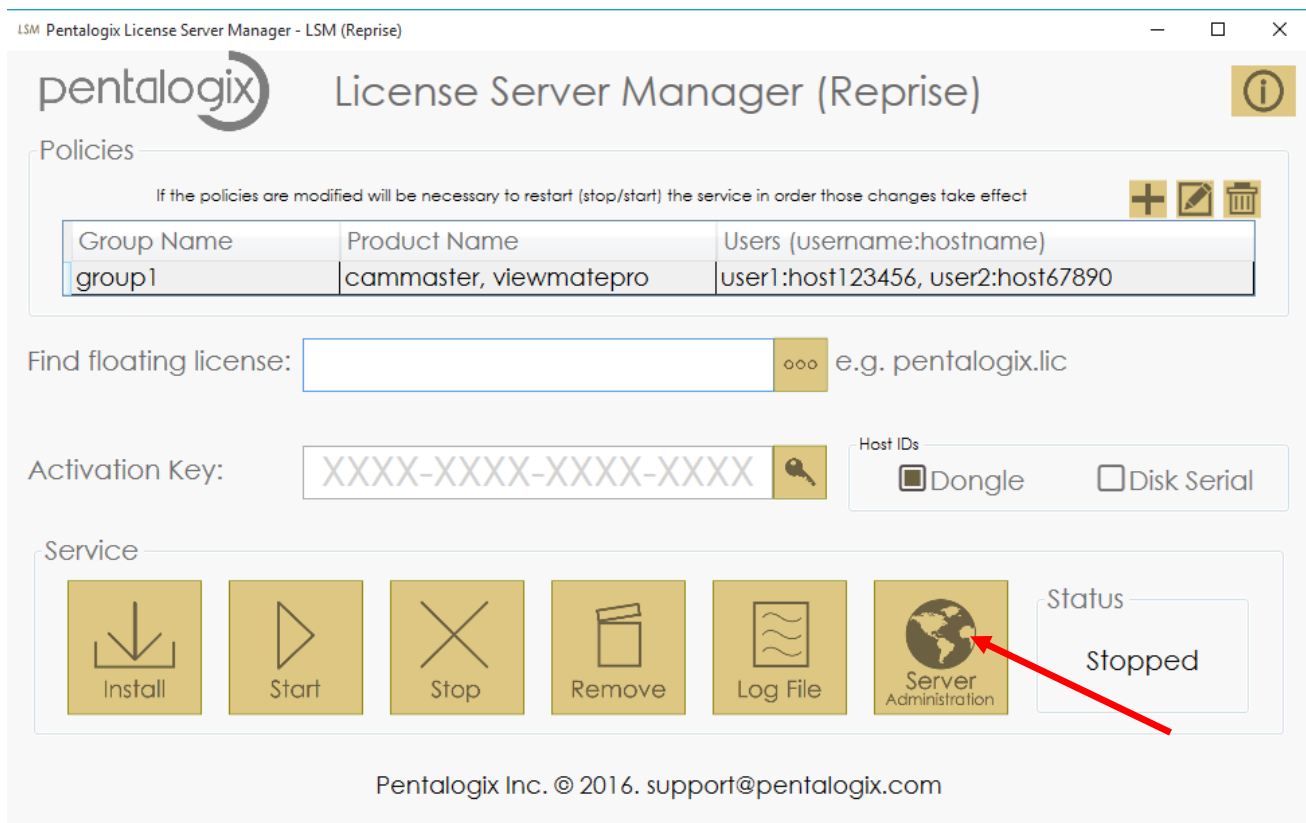 LSM Pentalogix License Server Manager - LSM (Reprise)
pentalogix License Server Manager (Reprise)
Policies
If the policies are modified will be necessary to restart (stop/start) the service in order those changes take effect
Group Name Product Name Users (username:hostname)
group1 cammaster, viewmatepro user1:host123456, user2:host67890
Find floating license: ooo e.g. pentalogix.lic
Host IDs
Activation Key: XXXX-XXXX-XXXX-XXXX Dongle Disk Serial
Service
Status
Stopped
Install Start Stop Remove Log File Server
Administration
Pentalogix Inc. © 2016. support@pentalogix.com